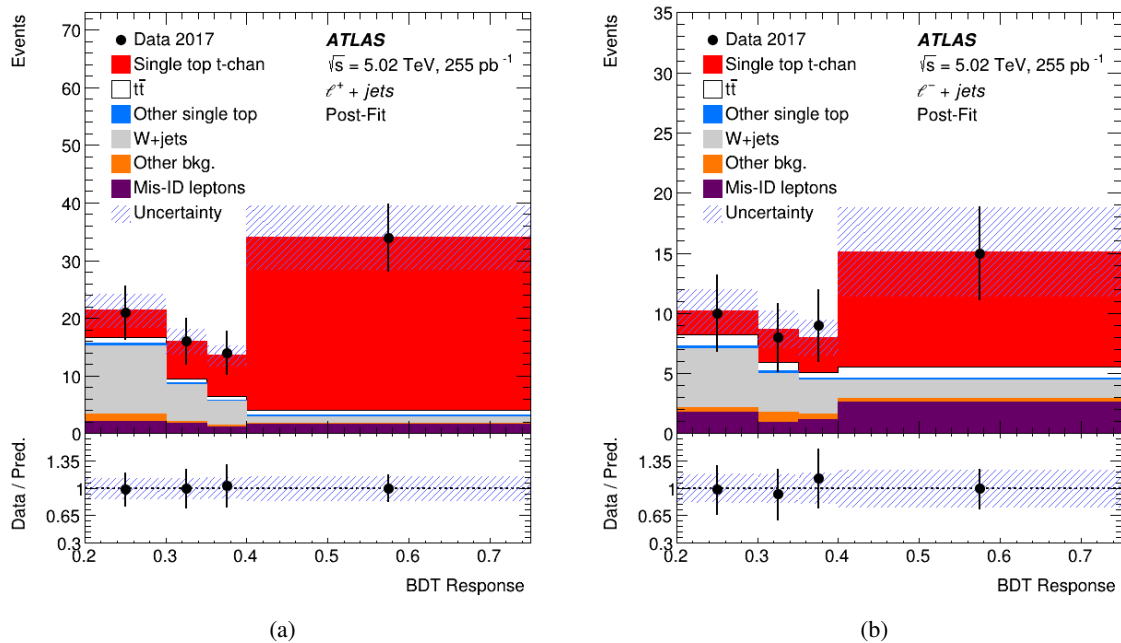 Events
70
60
50
40
30
20
10
0
Data 2017
Single top t-chan
tt̄
Other single top
W+jets
Other bkg.
Mis-ID leptons
Uncertainty
ATLAS
√s = 5.02 TeV, 255 pb⁻¹
ℓ⁺ + jets
Post-Fit
Data / Pred.
1.35
1
0.65
0.3
0.2 0.3 0.4 0.5 0.6 0.7
BDT Response
(a)
Events
35
30
25
20
15
10
5
0
Data 2017
Single top t-chan
tt̄
Other single top
W+jets
Other bkg.
Mis-ID leptons
Uncertainty
ATLAS
√s = 5.02 TeV, 255 pb⁻¹
ℓ⁻ + jets
Post-Fit
Data / Pred.
1.35
1
0.65
0.3
0.2 0.3 0.4 0.5 0.6 0.7
BDT Response
(b)